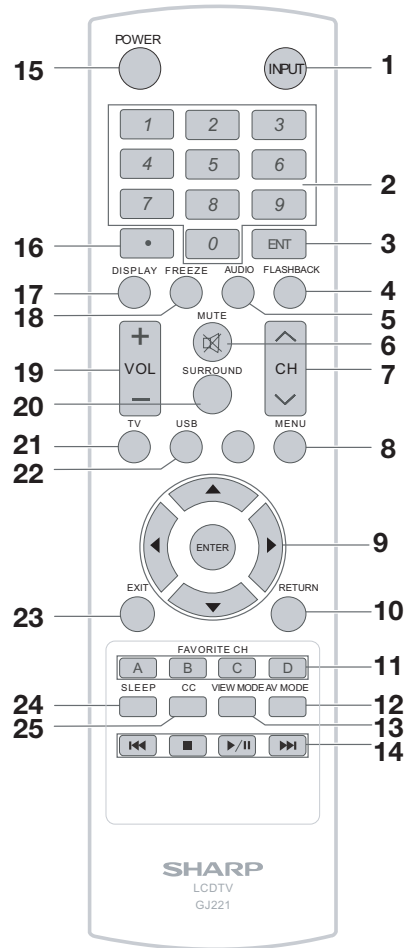 POWER
15
INPUT
1
1 2 3
4 5 6
2
7 8 9
16
•
0
ENT
3
DISPLAY FREEZE AUDIO FLASHBACK
17
18
4
5
MUTE
6
+
VOL
−
19
CH
7
SURROUND
20
TV USB MENU
21
22
8
ENTER
9
EXIT RETURN
23
10
FAVORITE CH
A B C D
11
SLEEP CC VIEW MODE AV MODE
24
25
12
13
14
SHARP
LCDTV
GJ221